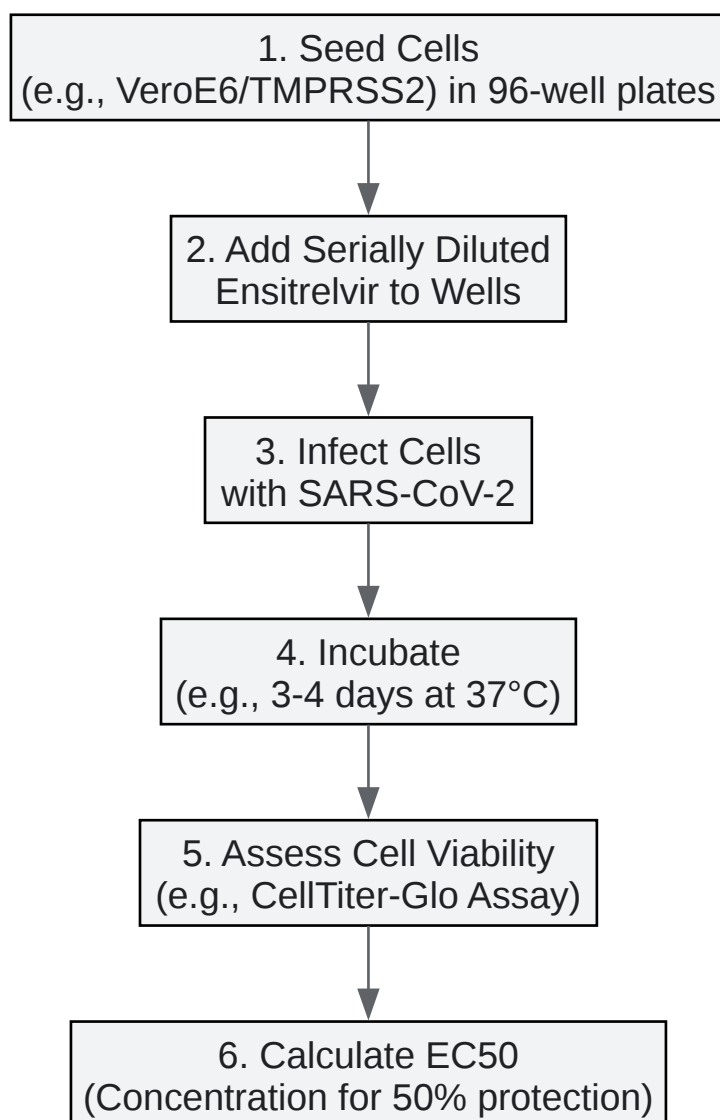 1. Seed Cells
(e.g., VeroE6/TMPRSS2) in 96-well plates
2. Add Serially Diluted
Ensitrelvir to Wells
3. Infect Cells
with SARS-CoV-2
4. Incubate
(e.g., 3-4 days at 37°C)
5. Assess Cell Viability
(e.g., CellTiter-Glo Assay)
6. Calculate EC50
(Concentration for 50% protection)